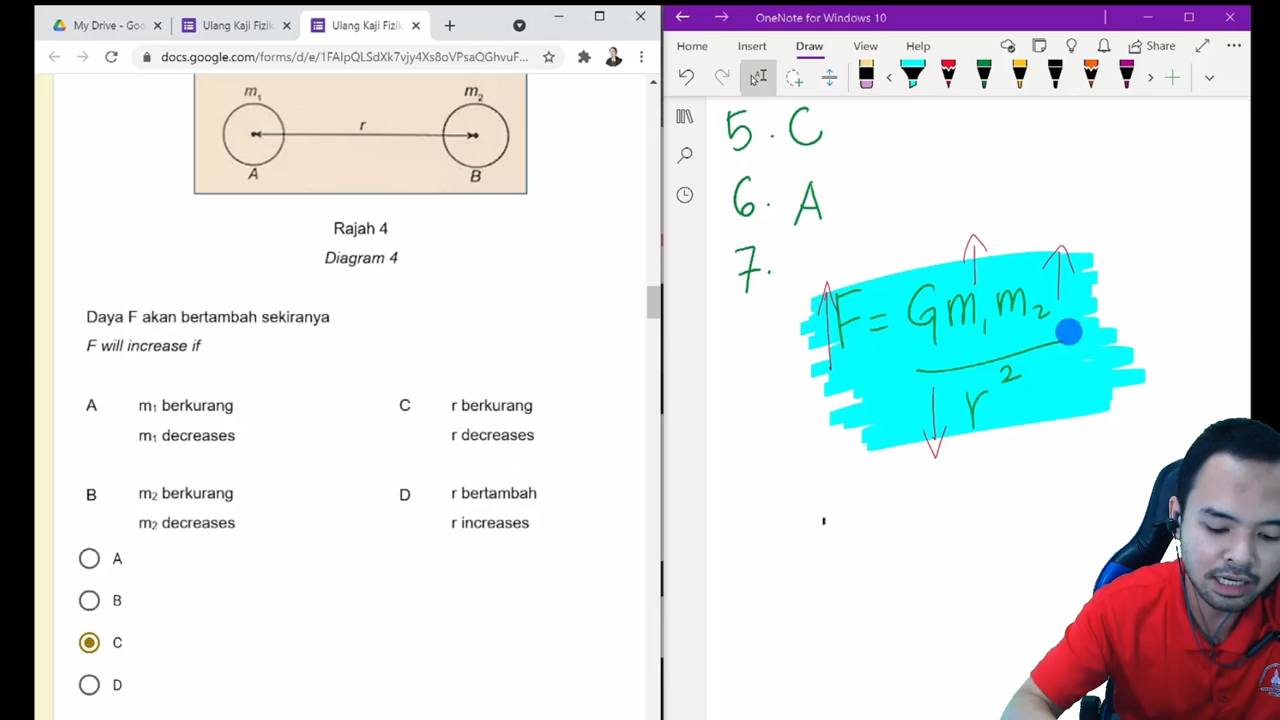 My Drive - Goo
Ulang Kaji Fizik
Ulang Kaji Fizik
docs.google.com/forms/d/e/1FAIpQLSdXk7vjy4Xs8oVPsaQGhvuF...
m1
m2
r
A
B
Rajah 4
Diagram 4
Daya F akan bertambah sekiranya
F will increase if
A m1 berkurang
m1 decreases
C r berkurang
r decreases
B m2 berkurang
m2 decreases
D r bertambah
r increases
A
B
C
D
OneNote for Windows 10
Home Insert Draw View Help Share
5. C
6. A
7.
F = Gm1m2
r2